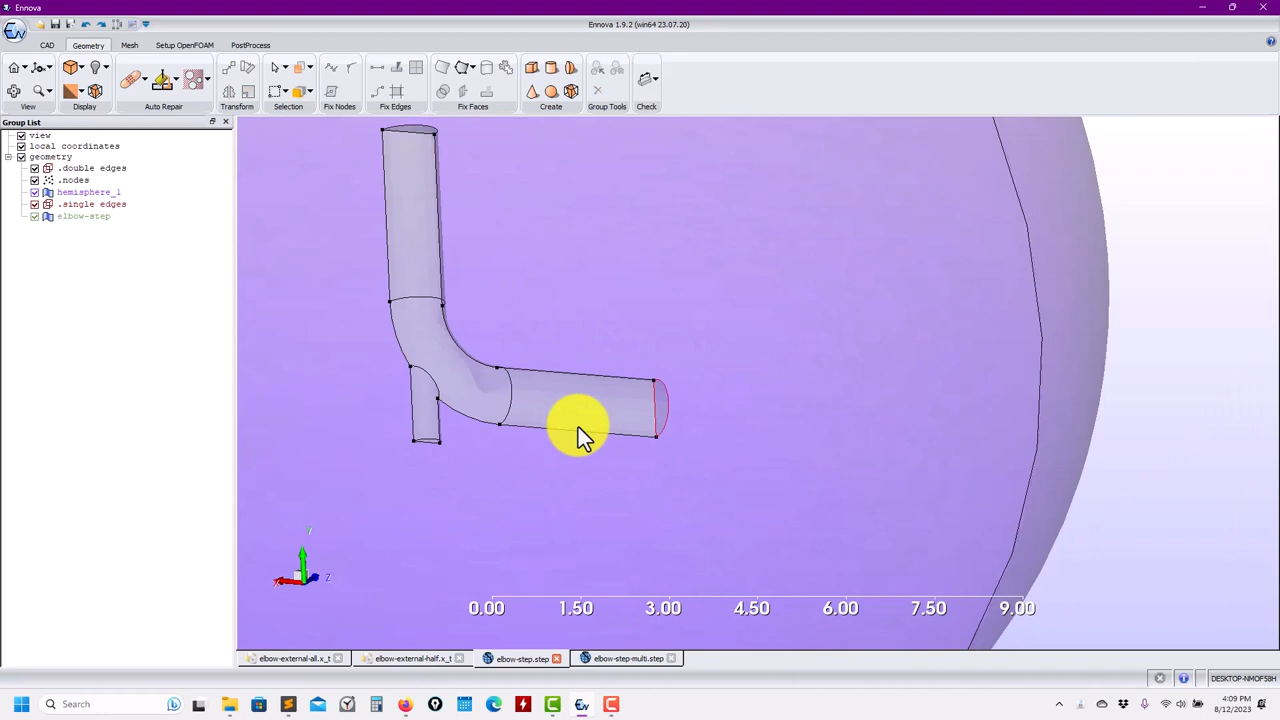 Ennova
Ennova 1.9.2 (win64 23.07.20)
CAD
Geometry
Mesh
Setup OpenFOAM
PostProcess
View
Display
Auto Repair
Transform
Selection
Fix Nodes
Fix Edges
Fix Faces
Create
Group Tools
Check
Group List
view
local coordinates
geometry
.double edges
.nodes
hemisphere_1
.single edges
elbow-step
Y
X
Z
0.00 1.50 3.00 4.50 6.00 7.50 9.00
elbow-external-all.x_t
elbow-external-half.x_t
elbow-step.step
elbow-step-multi.step
DESKTOP-NMOF58H
Search
1:09 PM
8/12/2023